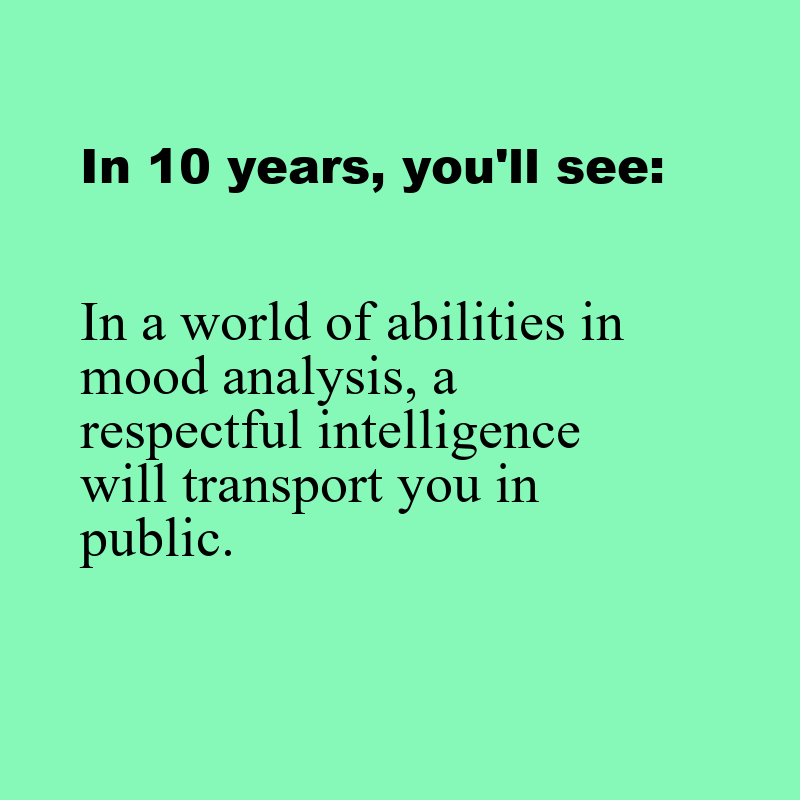 In 10 years, you'll see:
In a world of abilities in
mood analysis, a
respectful intelligence
will transport you in
public.